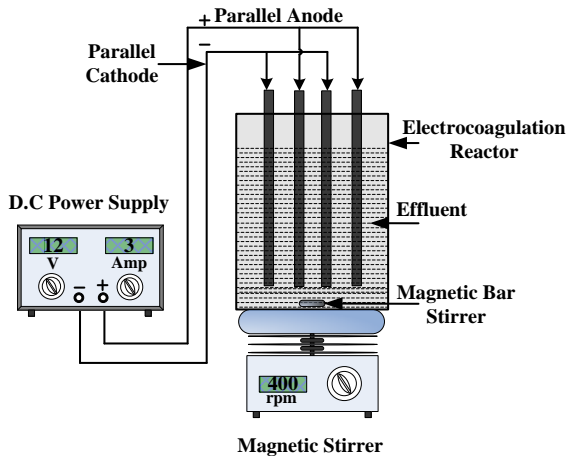 + Parallel Anode
−
Parallel
Cathode
Electrocoagulation
Reactor
D.C Power Supply
Effluent
12
3
V
Amp
− +
Magnetic Bar
Stirrer
400
rpm
Magnetic Stirrer